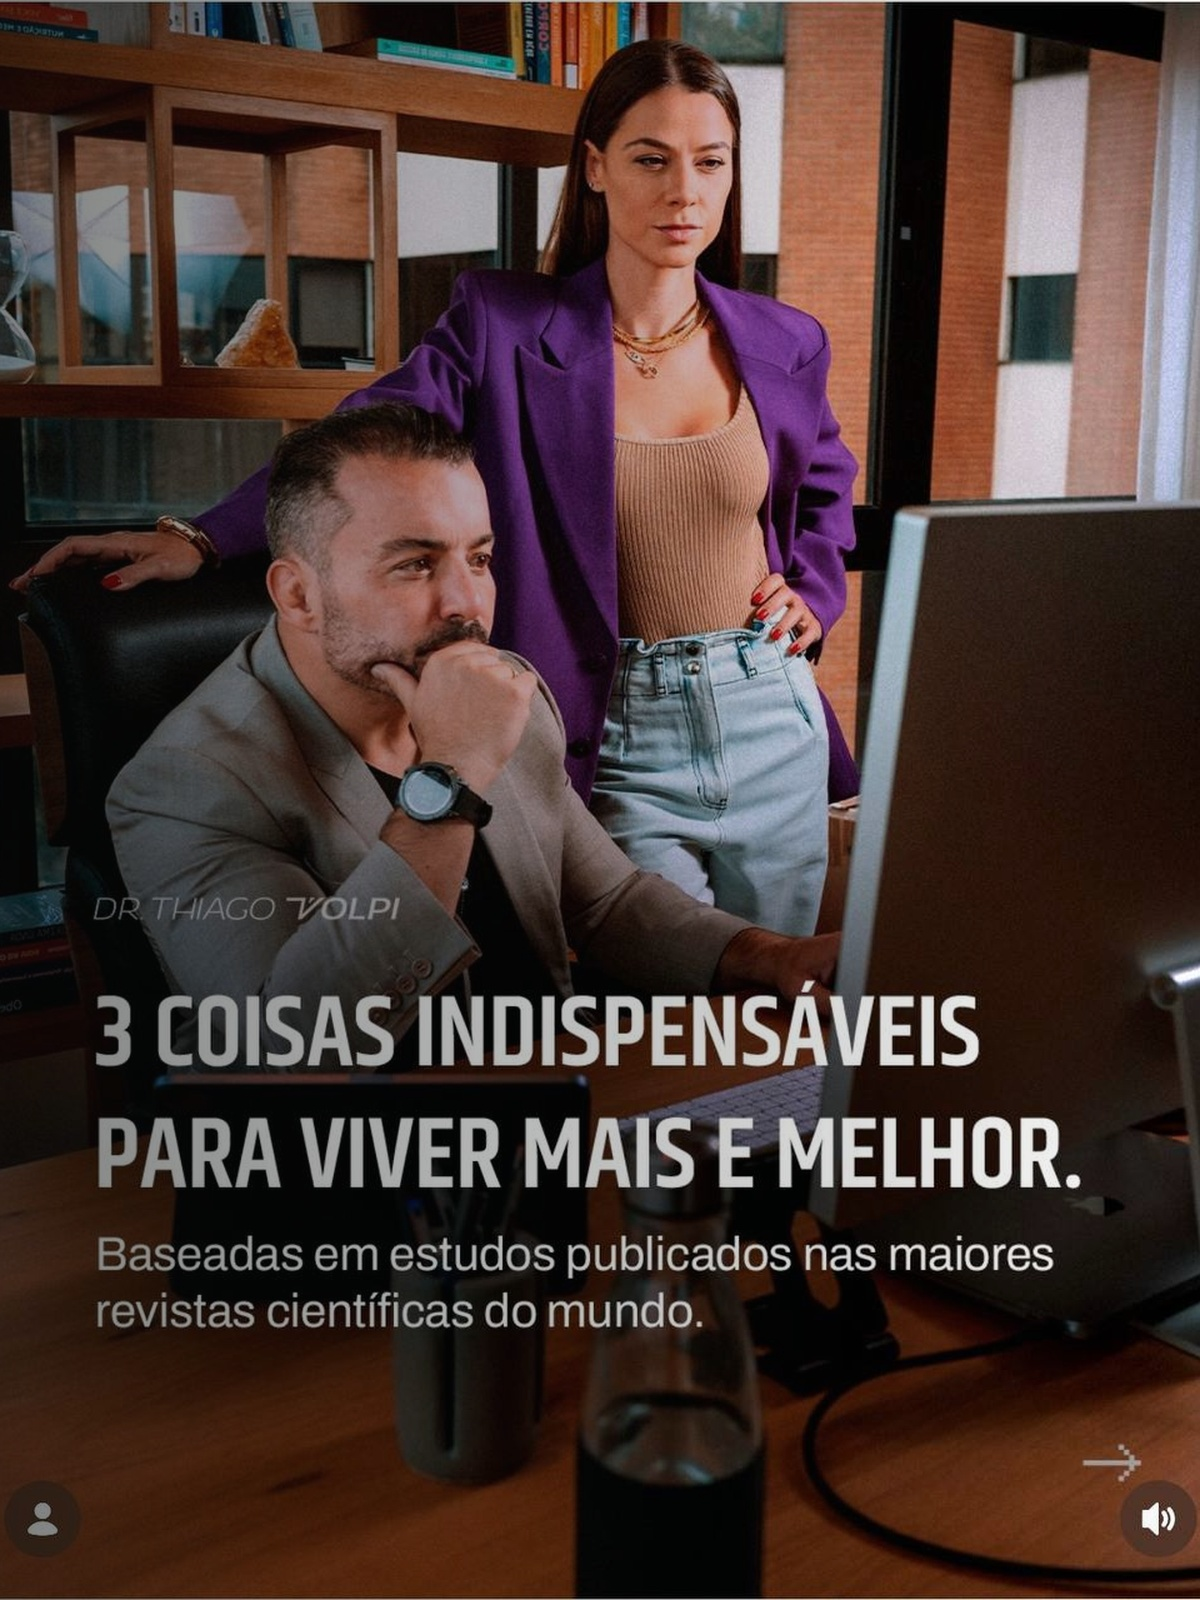 DR. THIAGO VOLPI
3 COISAS INDISPENSÁVEIS
PARA VIVER MAIS E MELHOR.
Baseadas em estudos publicados nas maiores
revistas científicas do mundo.